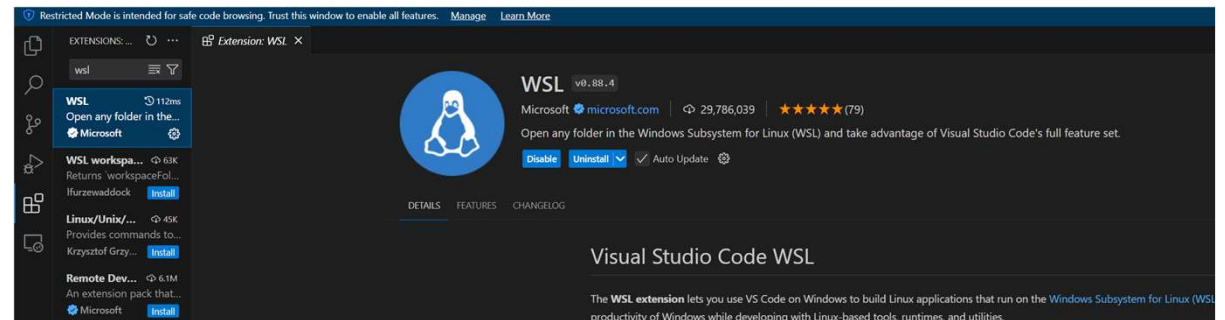 Restricted Mode is intended for safe code browsing. Trust this window to enable all features. Manage Learn More
EXTENSIONS: ...
Extension: WSL
wsl
WSL 112ms
Open any folder in the...
Microsoft
WSL workspa... 63K
Returns `workspaceFol...
lfurzewaddock Install
Linux/Unix/... 45K
Provides commands to...
Krzysztof Grzy... Install
Remote Dev... 6.1M
An extension pack that...
Microsoft Install
WSL v0.88.4
Microsoft microsoft.com 29,786,039 (79)
Open any folder in the Windows Subsystem for Linux (WSL) and take advantage of Visual Studio Code's full feature set.
Disable Uninstall Auto Update
DETAILS FEATURES CHANGELOG
Visual Studio Code WSL
The WSL extension lets you use VS Code on Windows to build Linux applications that run on the Windows Subsystem for Linux (WSL
productivity of Windows while developing with Linux-based tools, runtimes, and utilities.